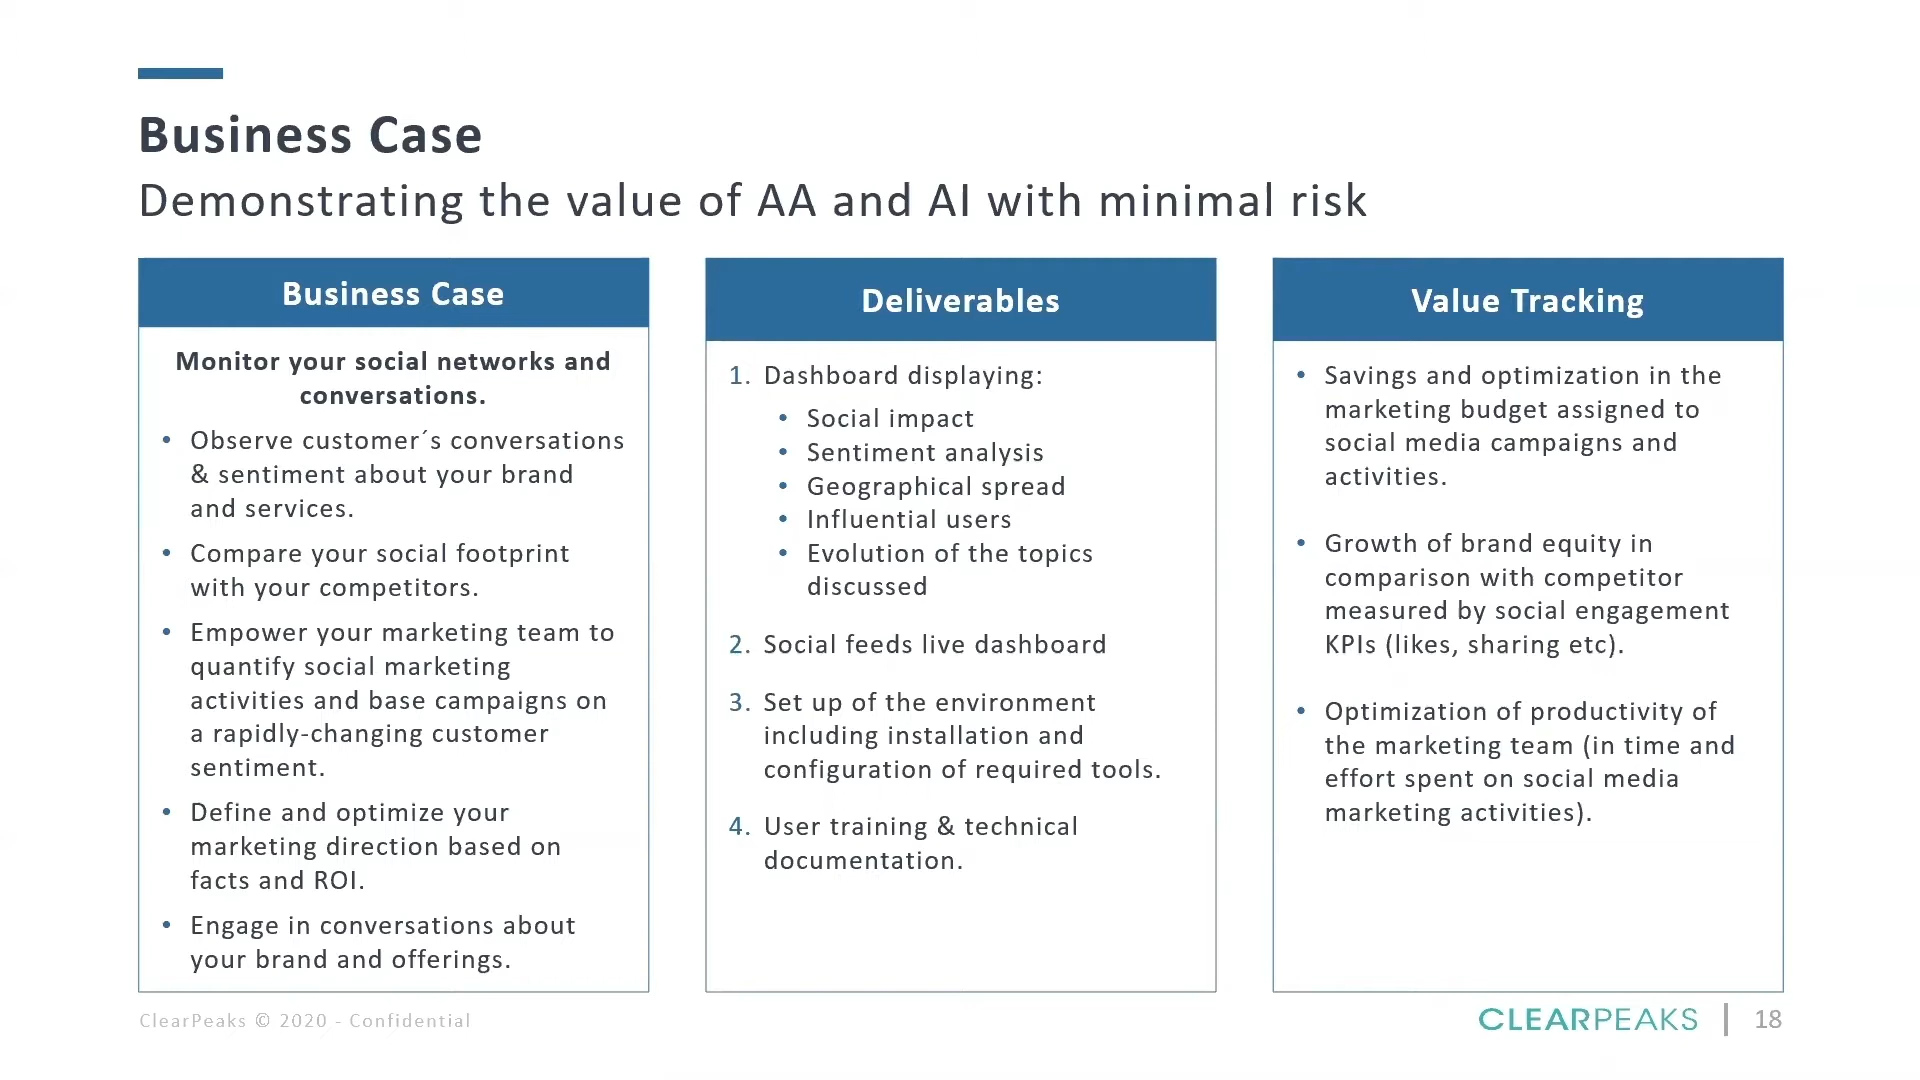 Business Case
Demonstrating the value of AA and AI with minimal risk
Business Case
Monitor your social networks and
conversations.
• Observe customer´s conversations
& sentiment about your brand
and services.
• Compare your social footprint
with your competitors.
• Empower your marketing team to
quantify social marketing
activities and base campaigns on
a rapidly-changing customer
sentiment.
• Define and optimize your
marketing direction based on
facts and ROI.
• Engage in conversations about
your brand and offerings.
Deliverables
1. Dashboard displaying:
• Social impact
• Sentiment analysis
• Geographical spread
• Influential users
• Evolution of the topics
discussed
2. Social feeds live dashboard
3. Set up of the environment
including installation and
configuration of required tools.
4. User training & technical
documentation.
Value Tracking
• Savings and optimization in the
marketing budget assigned to
social media campaigns and
activities.
• Growth of brand equity in
comparison with competitor
measured by social engagement
KPIs (likes, sharing etc).
• Optimization of productivity of
the marketing team (in time and
effort spent on social media
marketing activities).
ClearPeaks © 2020 - Confidential
CLEARPEAKS | 18